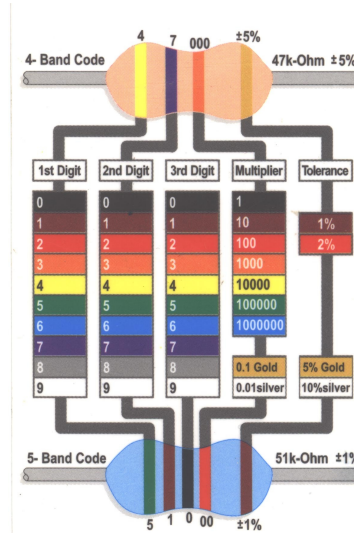 4 7 000 ±5%
4- Band Code 47k-Ohm ±5%
1st Digit 2nd Digit 3rd Digit Multiplier Tolerance
0 0 0 1
1 1 1 10 1%
2 2 2 100 2%
3 3 3 1000
4 4 4 10000
5 5 5 100000
6 6 6 1000000
7 7 7
8 8 8 0.1 Gold 5% Gold
9 9 9 0.01silver 10%silver
5- Band Code 51k-Ohm ±1%
5 1 0 00 ±1%